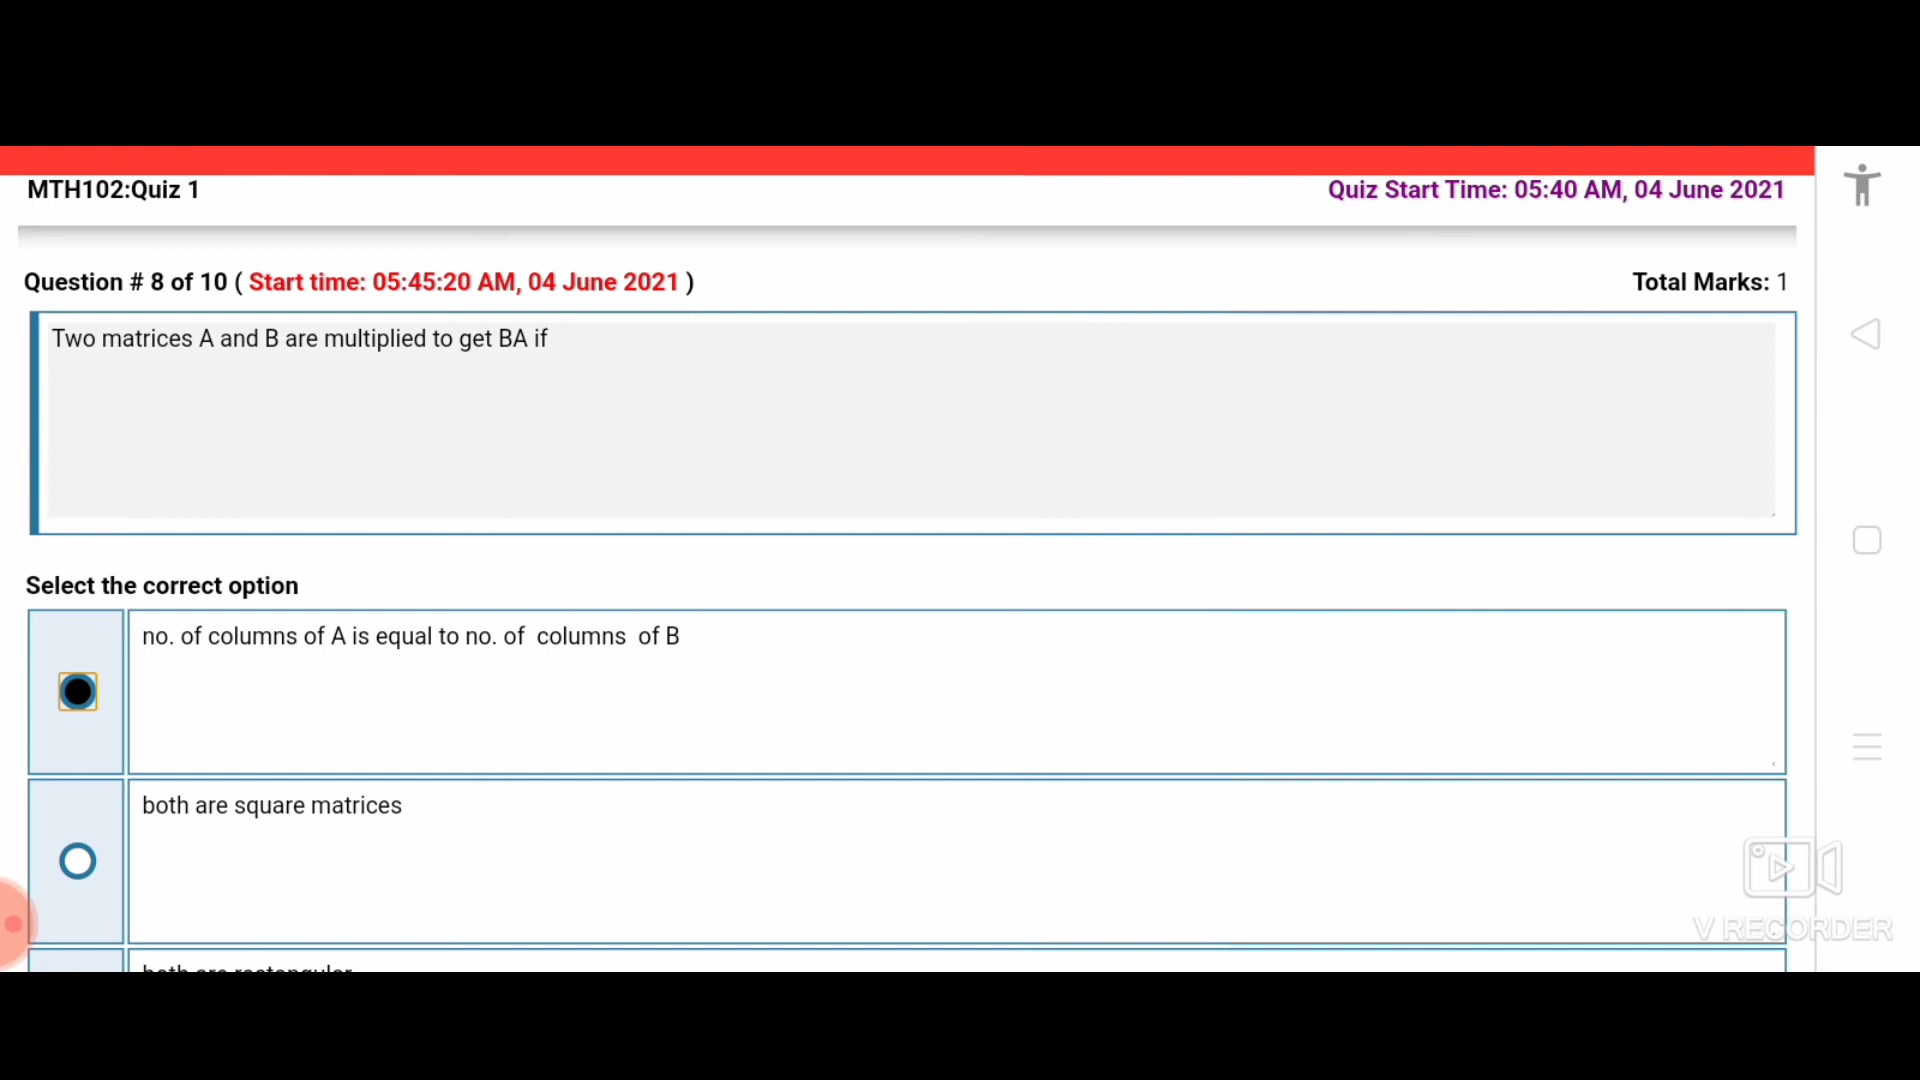 MTH102:Quiz 1
Quiz Start Time: 05:40 AM, 04 June 2021
Question # 8 of 10 ( Start time: 05:45:20 AM, 04 June 2021 )
Total Marks: 1
Two matrices A and B are multiplied to get BA if
Select the correct option
no. of columns of A is equal to no. of columns of B
both are square matrices
both are rectangular
V RECORDER